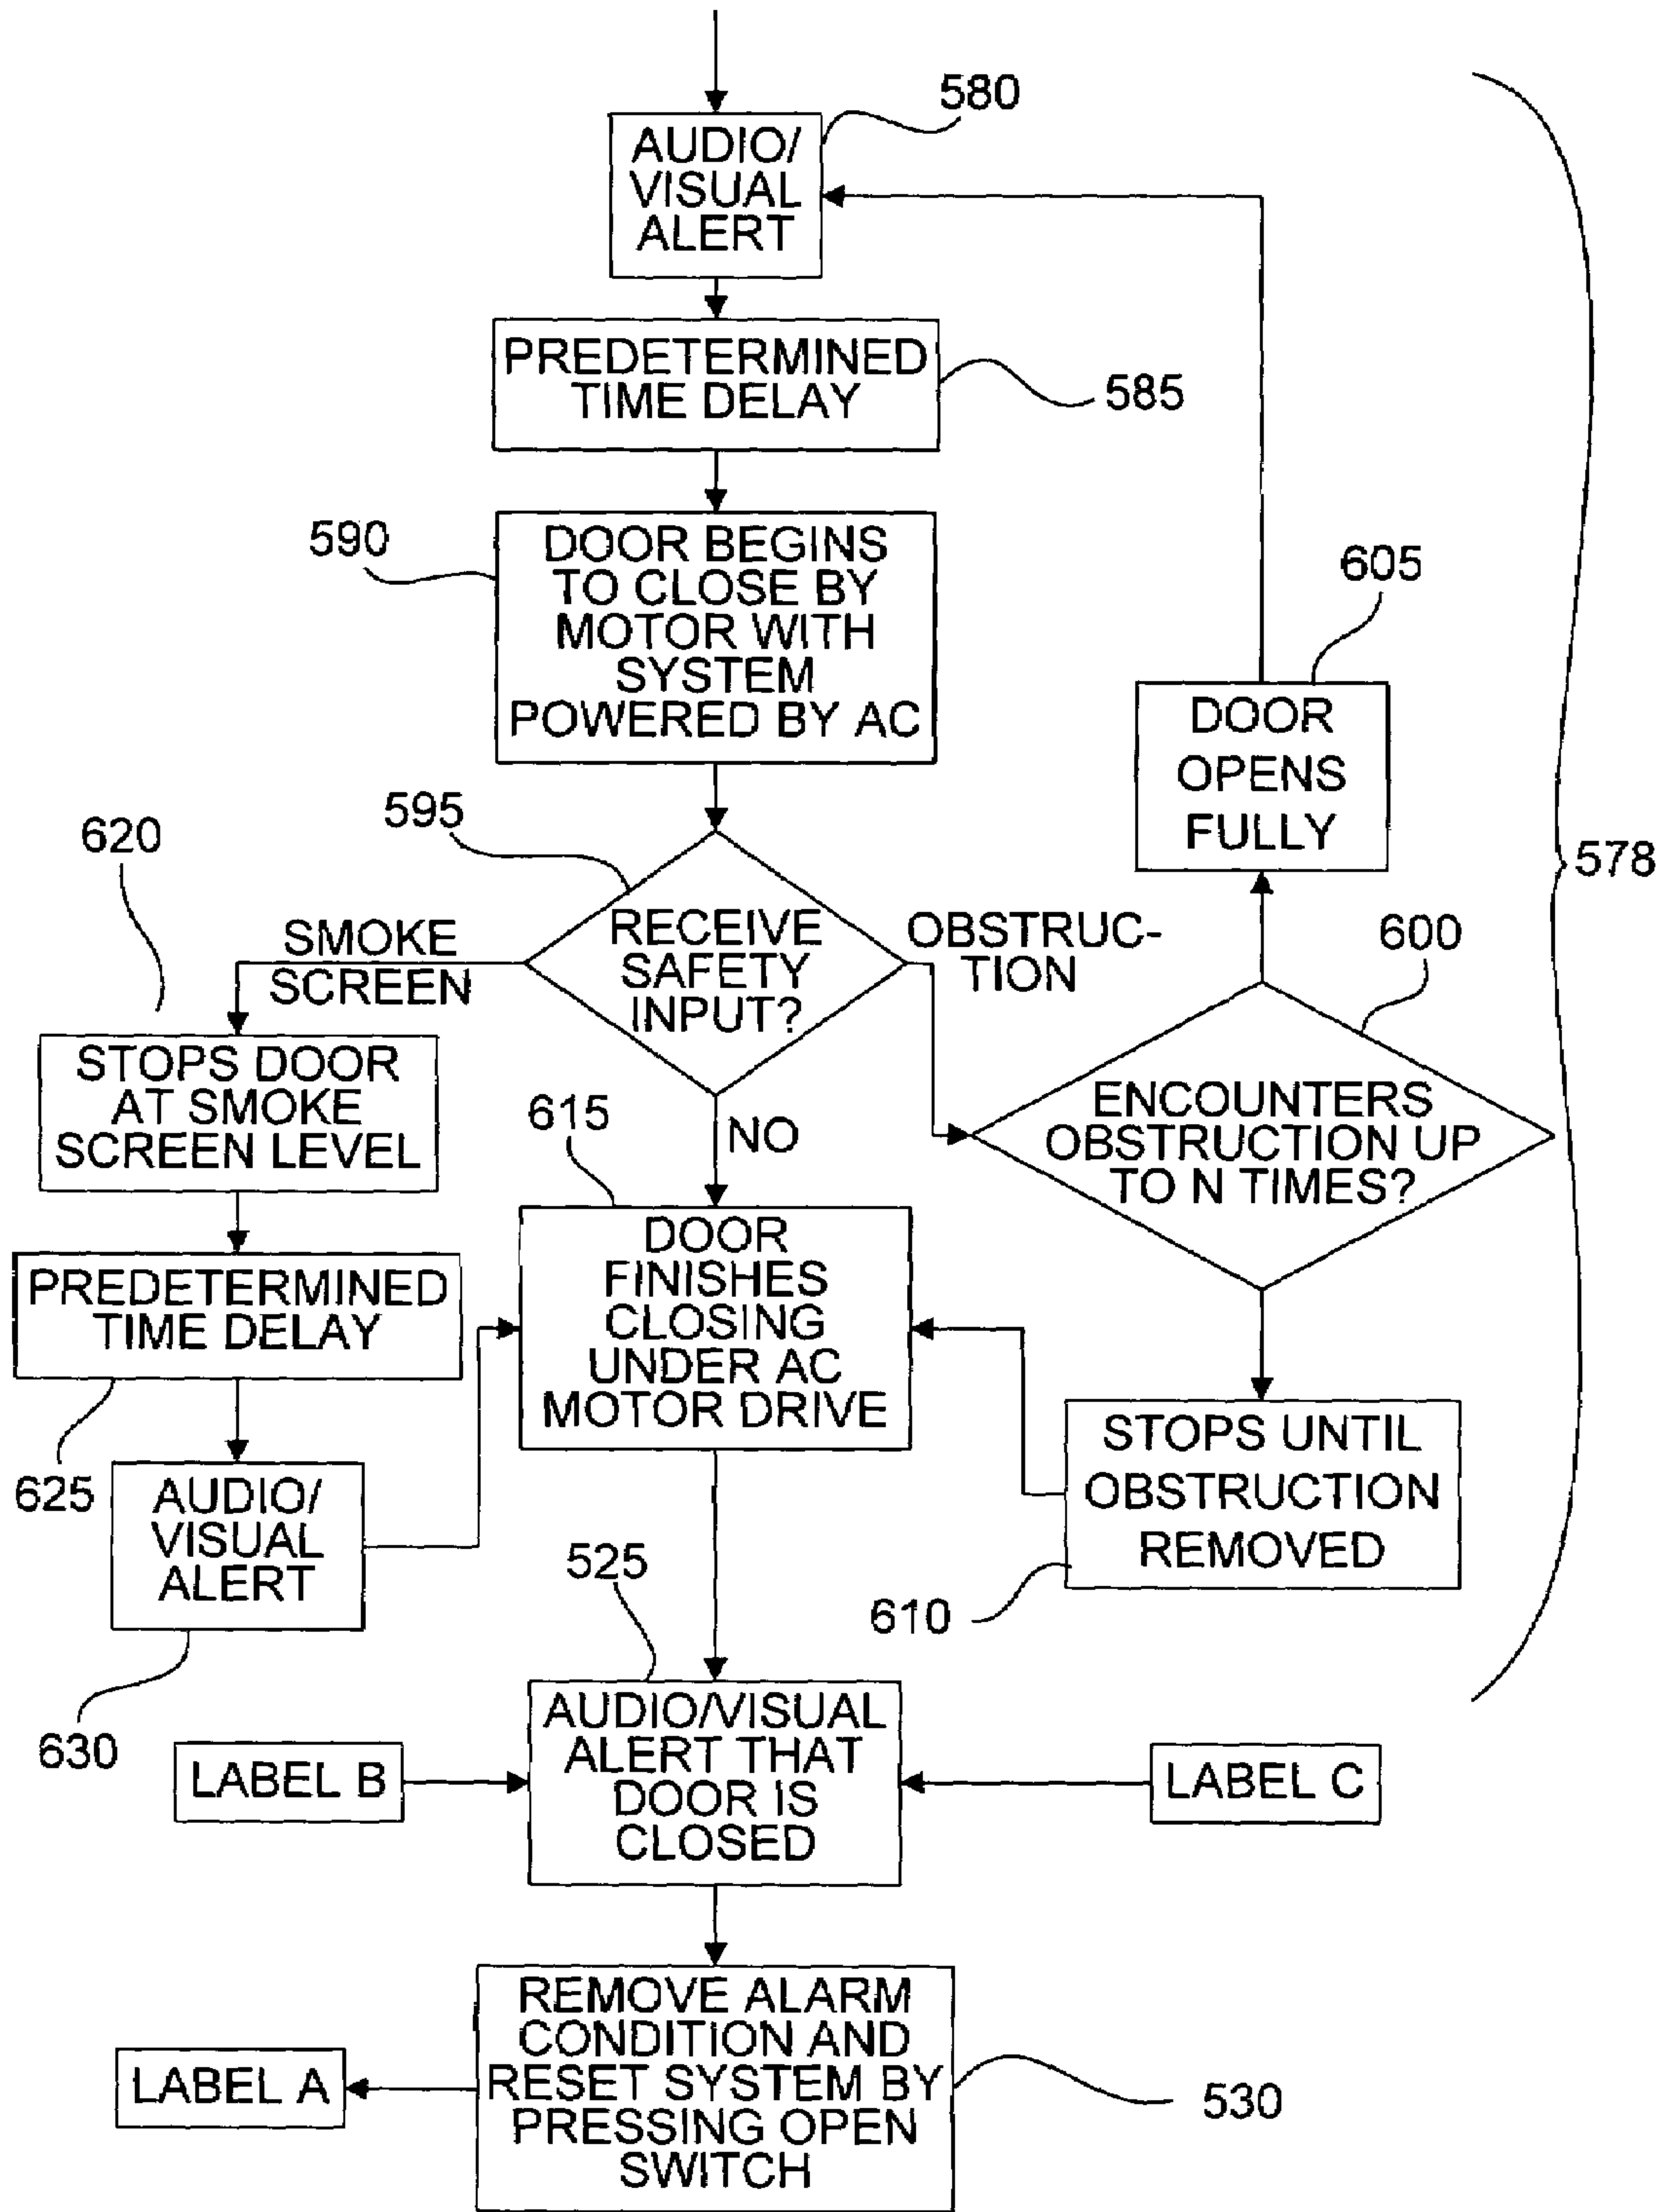 580
AUDIO/
VISUAL
ALERT
PREDETERMINED
TIME DELAY
585
590
DOOR BEGINS
TO CLOSE BY
MOTOR WITH
SYSTEM
POWERED BY AC
605
DOOR
OPENS
FULLY
578
595
620
RECEIVE
SAFETY
INPUT?
SMOKE
SCREEN
OBSTRUC-
TION
600
STOPS DOOR
AT SMOKE
SCREEN LEVEL
615
NO
ENCOUNTERS
OBSTRUCTION UP
TO N TIMES?
PREDETERMINED
TIME DELAY
625
DOOR
FINISHES
CLOSING
UNDER AC
MOTOR DRIVE
STOPS UNTIL
OBSTRUCTION
REMOVED
610
AUDIO/
VISUAL
ALERT
630
525
AUDIO/VISUAL
ALERT THAT
DOOR IS
CLOSED
LABEL B
LABEL C
REMOVE ALARM
CONDITION AND
RESET SYSTEM BY
PRESSING OPEN
SWITCH
LABEL A
530